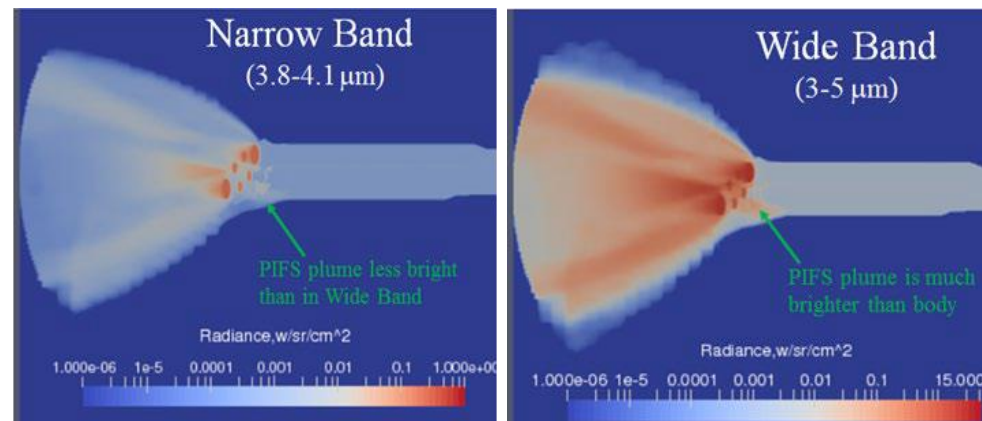 Narrow Band
(3.8-4.1 μm)
PIFS plume less bright
than in Wide Band
Radiance,w/sr/cm^2
1.000e-06 1e-5 0.0001 0.001 0.01 0.1 1.000e+00
Wide Band
(3-5 μm)
PIFS plume is much
brighter than body
Radiance,w/sr/cm^2
1.000e-06 1e-5 0.0001 0.001 0.01 0.1 15.000